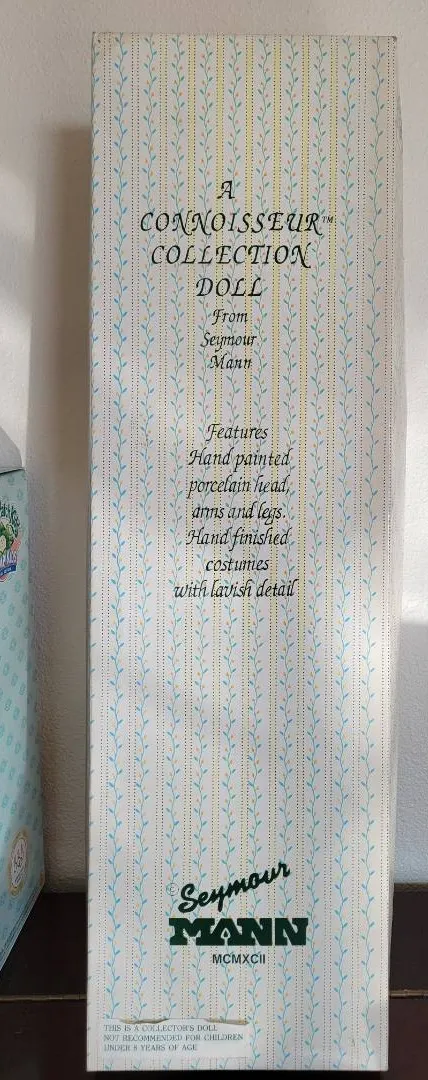 A
CONNOISSEUR™
COLLECTION
DOLL
From
Seymour
Mann
Features
Hand painted
porcelain head,
arms and legs.
Hand finished
costumes
with lavish detail
© Seymour
MANN
MCMXCII
THIS IS A COLLECTOR'S DOLL
NOT RECOMMENDED FOR CHILDREN
UNDER 8 YEARS OF AGE